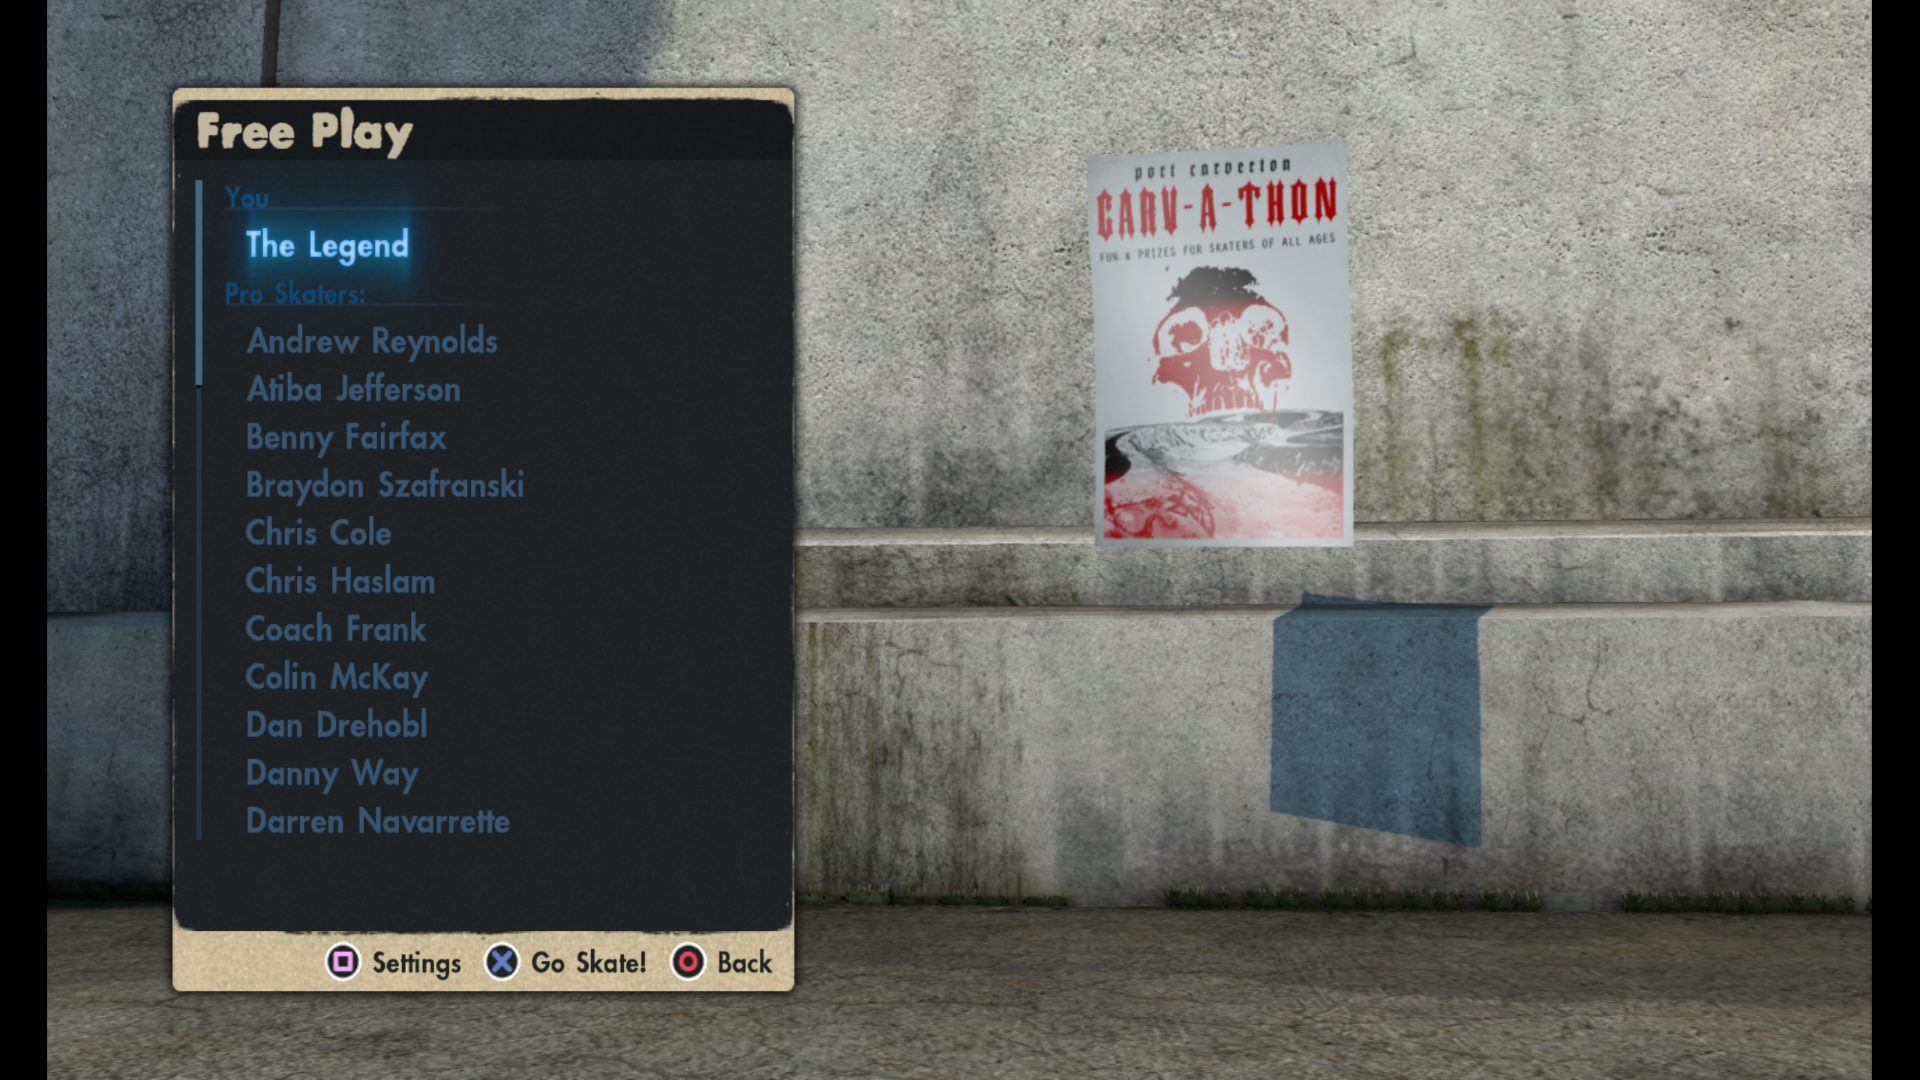 Free Play
You
The Legend
Pro Skaters:
Andrew Reynolds
Atiba Jefferson
Benny Fairfax
Braydon Szafranski
Chris Cole
Chris Haslam
Coach Frank
Colin McKay
Dan Drehobl
Danny Way
Darren Navarrette
Settings
Go Skate!
Back
port carverton
CARV-A-THON
FUN & PRIZES FOR SKATERS OF ALL AGES